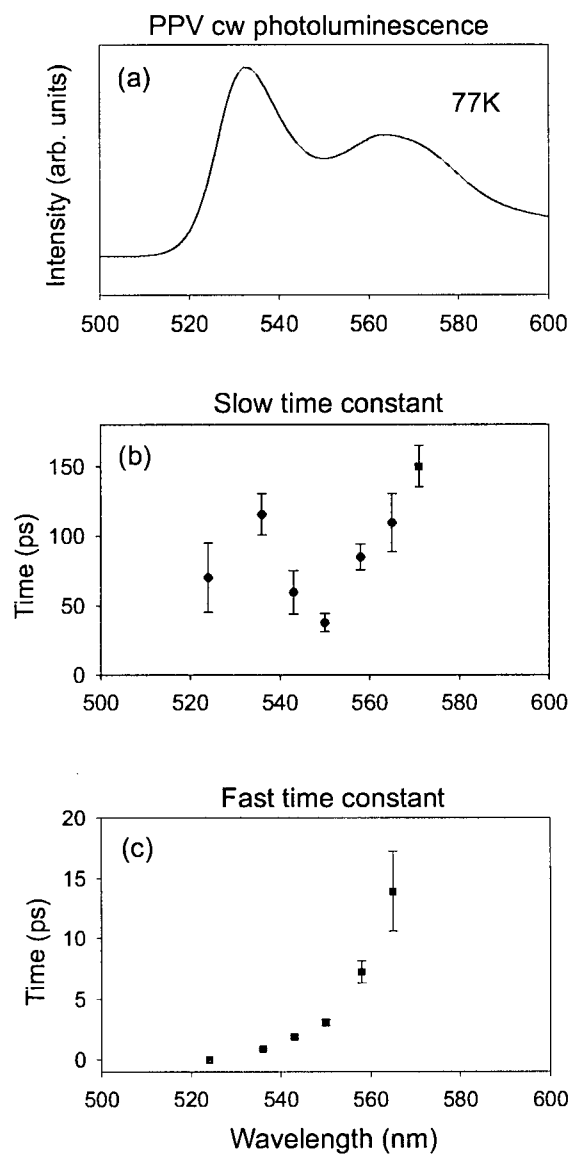 PPV cw photoluminescence
(a)
77K
Intensity (arb. units)
500 520 540 560 580 600
Slow time constant
(b)
150
100
50
0
Time (ps)
500 520 540 560 580 600
Fast time constant
(c)
20
15
10
5
0
Time (ps)
500 520 540 560 580 600
Wavelength (nm)